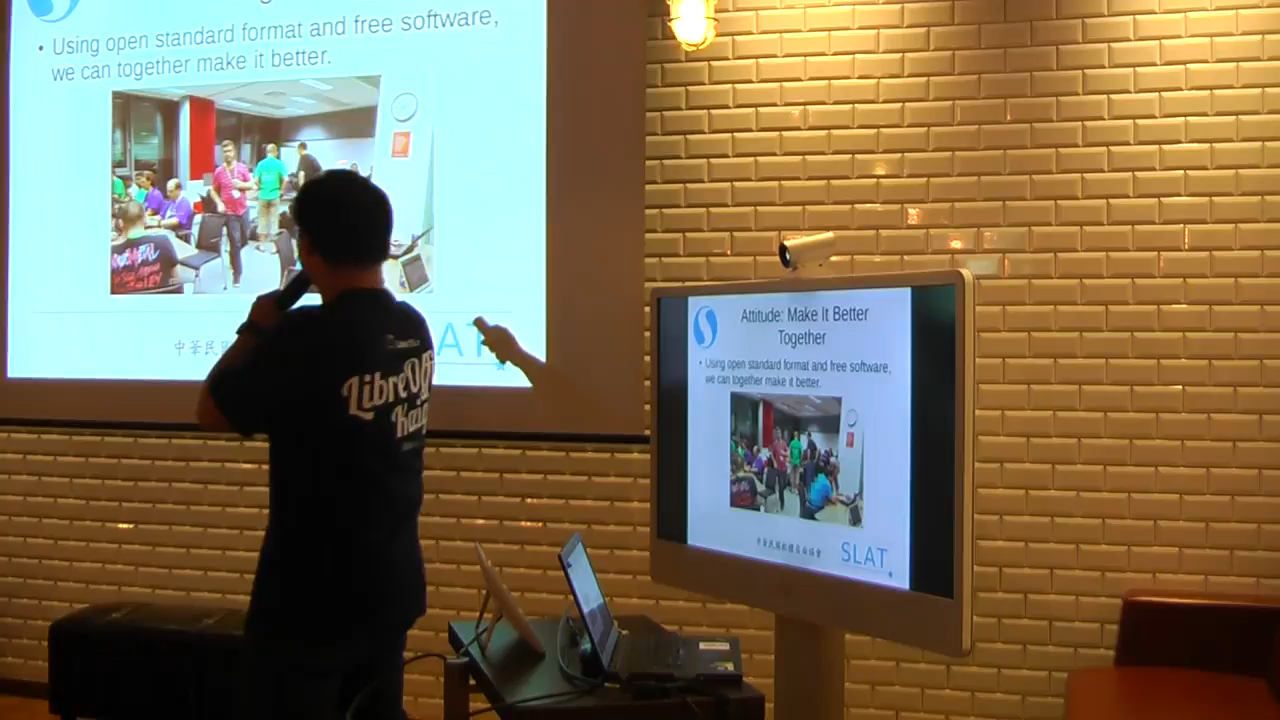 • Using open standard format and free software,
we can together make it better.
中華民
LibreOff
SLAT
Attitude: Make It Better
Together
• Using open standard format and free software,
we can together make it better.
中華民國軟體自由協會
SLAT